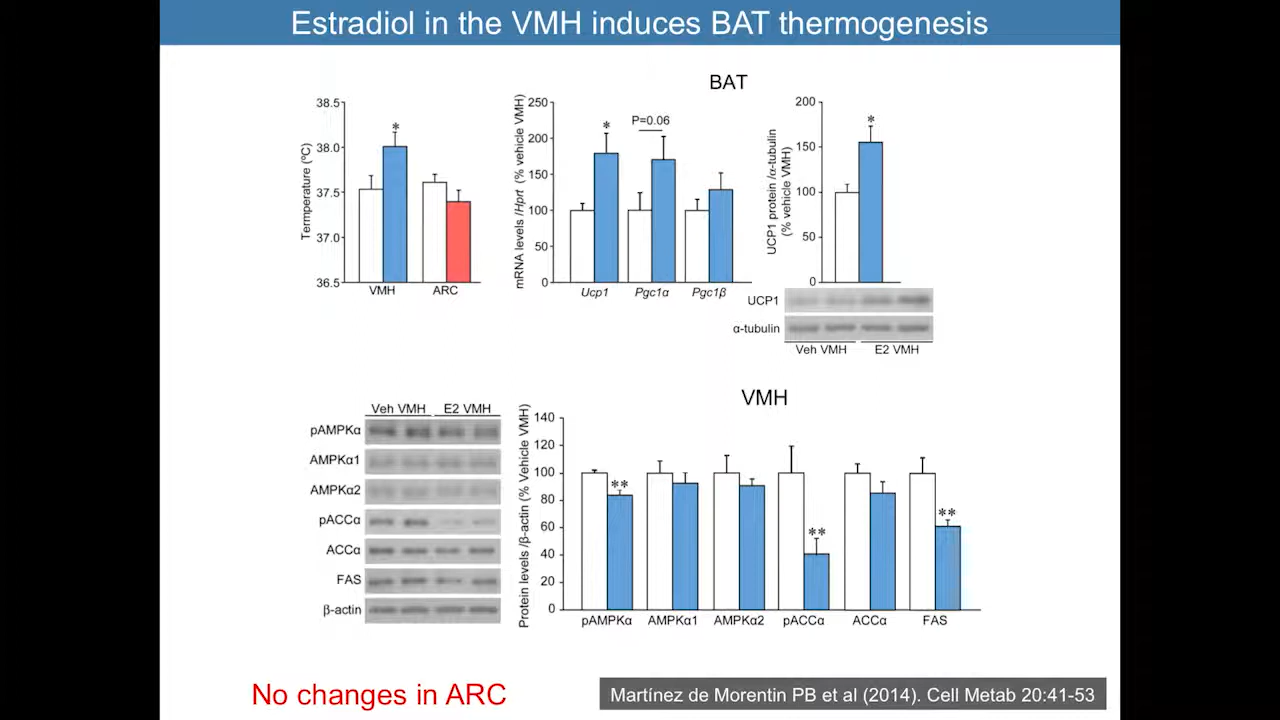 Estradiol in the VMH induces BAT thermogenesis
BAT
38.5
38.0
37.5
37.0
36.5
Termperature (ºC)
*
VMH ARC
250
200
150
100
50
0
mRNA levels /Hprt (% vehicle VMH)
*
P=0.06
Ucp1 Pgc1α Pgc1β
200
150
100
50
0
UCP1 protein /α-tubulin
(% vehicle VMH)
*
UCP1
α-tubulin
Veh VMH E2 VMH
Veh VMH E2 VMH
pAMPKα
AMPKα1
AMPKα2
pACCα
ACCα
FAS
β-actin
VMH
140
120
100
80
60
40
20
0
Protein levels /β-actin (% Vehicle VMH)
**
**
**
pAMPKα AMPKα1 AMPKα2 pACCα ACCα FAS
No changes in ARC
Martínez de Morentin PB et al (2014). Cell Metab 20:41-53